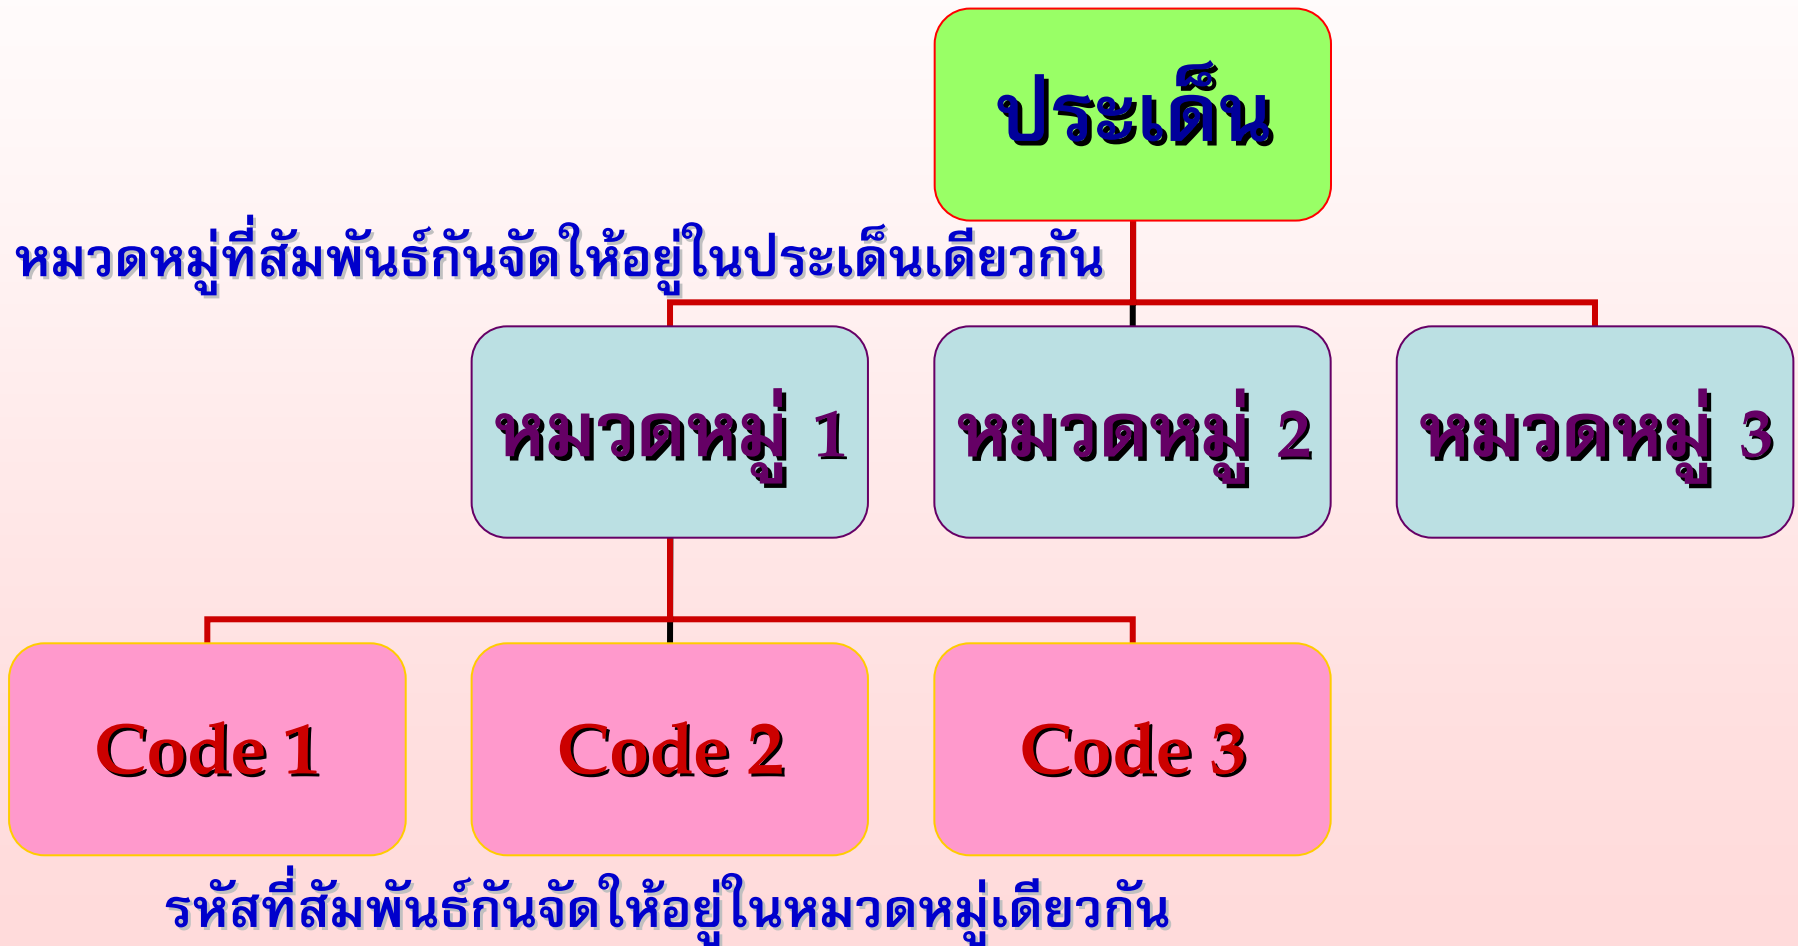 ประเด็น
หมวดหมู่ที่สัมพันธ์กันจัดให้อยู่ในประเด็นเดียวกัน
หมวดหมู่ 1
หมวดหมู่ 2
หมวดหมู่ 3
Code 1
Code 2
Code 3
รหัสที่สัมพันธ์กันจัดให้อยู่ในหมวดหมู่เดียวกัน